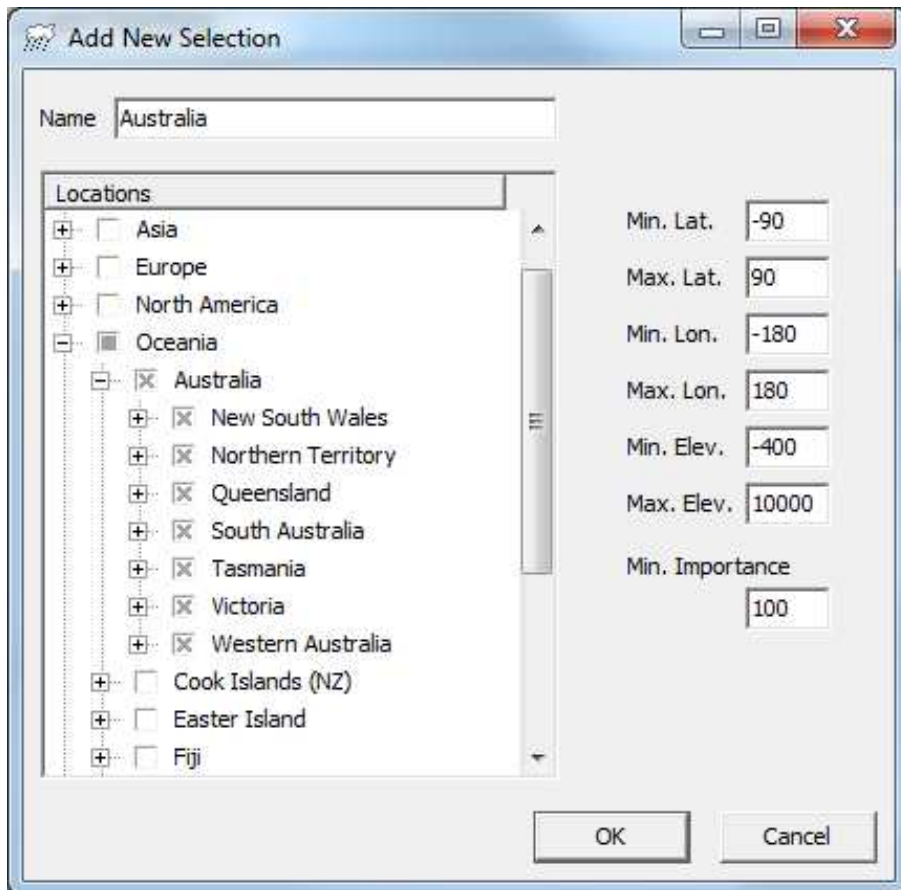 Add New Selection
Name Australia
Locations
Asia
Europe
North America
Oceania
Australia
New South Wales
Northern Territory
Queensland
South Australia
Tasmania
Victoria
Western Australia
Cook Islands (NZ)
Easter Island
Fiji
Min. Lat. -90
Max. Lat. 90
Min. Lon. -180
Max. Lon. 180
Min. Elev. -400
Max. Elev. 10000
Min. Importance
100
OK Cancel